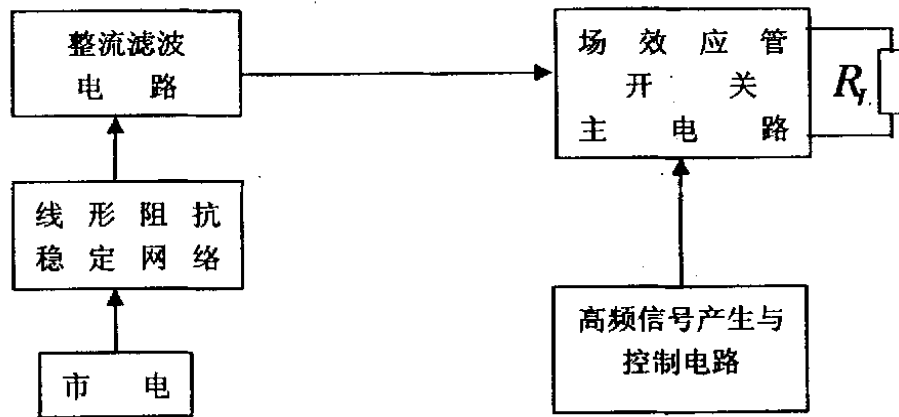 整流滤波
电 路
场 效 应 管
开 关
主 电 路
R_L
线 形 阻 抗
稳 定 网 络
高频信号产生与
控制电路
市 电